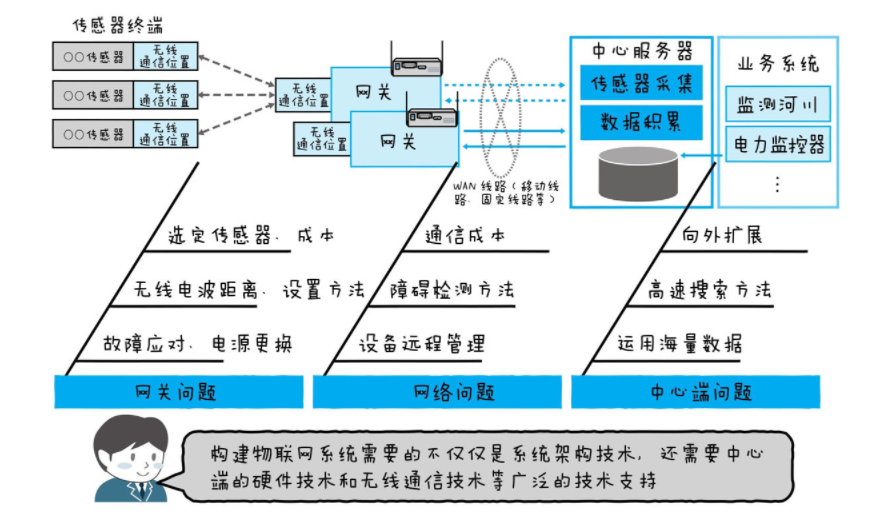 传感器终端
〇〇传感器
无线
通信位置
〇〇传感器
无线
通信位置
〇〇传感器
无线
通信位置
无线
通信位置
网关
无线
通信位置
网关
WAN 线路（移动线
路、固定线路等）
中心服务器
传感器采集
数据积累
业务系统
监测河川
电力监控器
⋮
选定传感器、成本
无线电波距离、设置方法
故障应对、电源更换
网关问题
通信成本
障碍检测方法
设备远程管理
网络问题
向外扩展
高速搜索方法
运用海量数据
中心端问题
构建物联网系统需要的不仅仅是系统架构技术，还需要中心
端的硬件技术和无线通信技术等广泛的技术支持